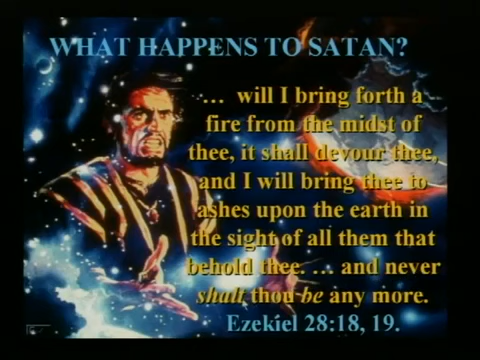 WHAT HAPPENS TO SATAN?
… will I bring forth a
fire from the midst of
thee, it shall devour thee,
and I will bring thee to
ashes upon the earth in
the sight of all them that
behold thee. … and never
shalt thou be any more.
Ezekiel 28:18, 19.